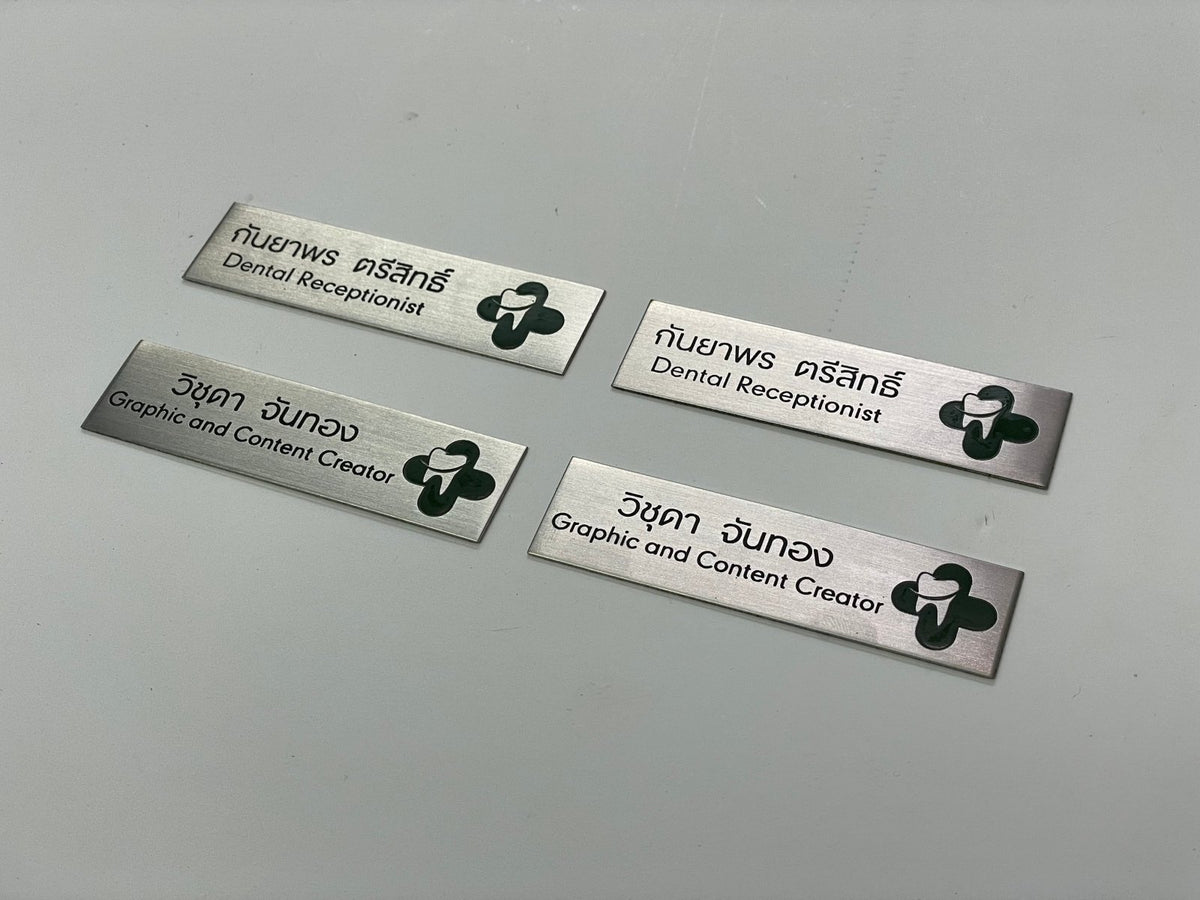 กันยาพร ตรีสิทธิ์
Dental Receptionist
กันยาพร ตรีสิทธิ์
Dental Receptionist
วิชุดา จันทอง
Graphic and Content Creator
วิชุดา จันทอง
Graphic and Content Creator